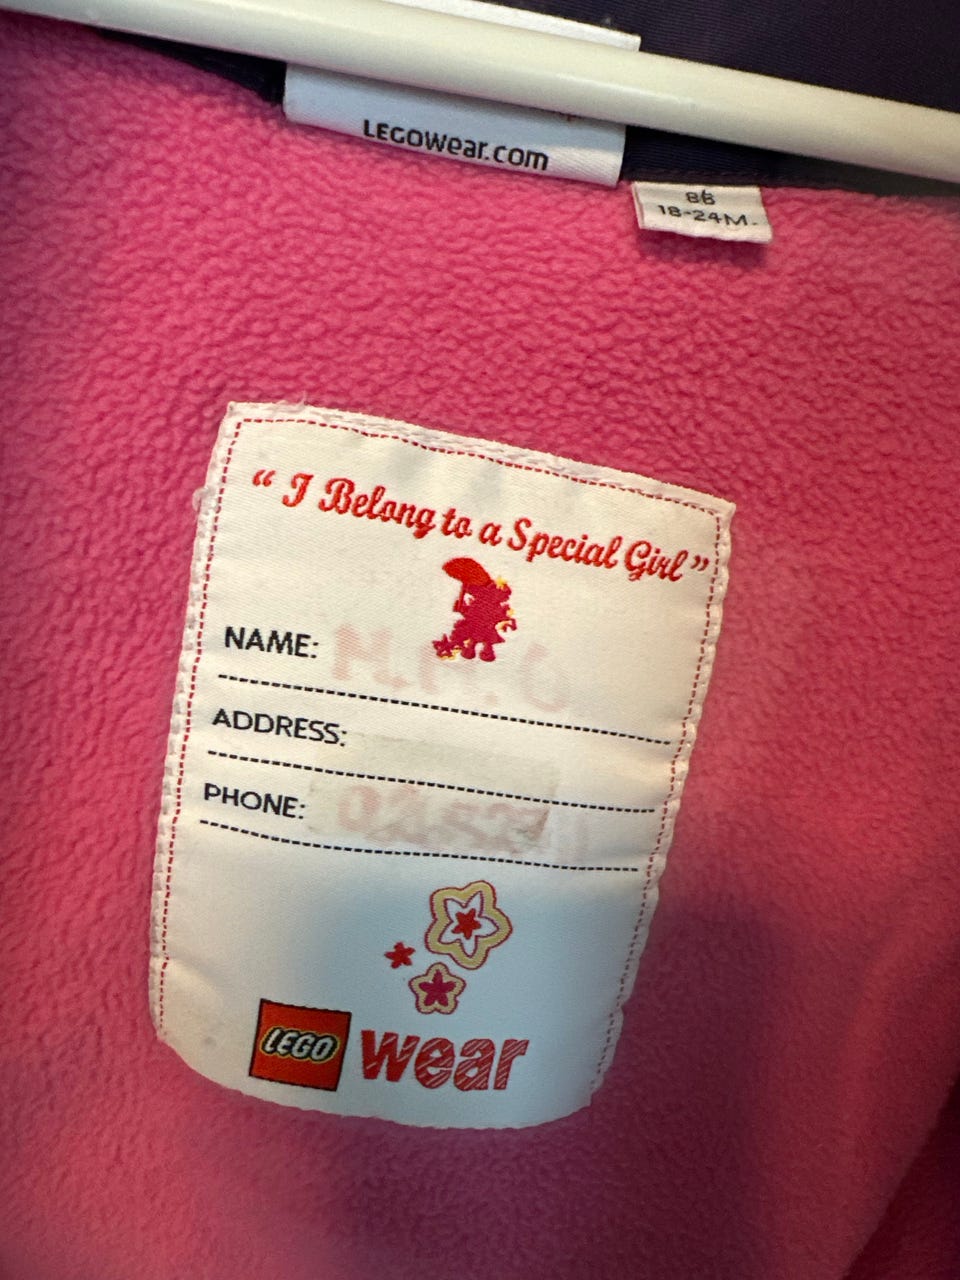 LEGOWear.com
86
18-24M.
“ I Belong to a Special Girl ”
NAME:
ADDRESS:
PHONE:
LEGO wear